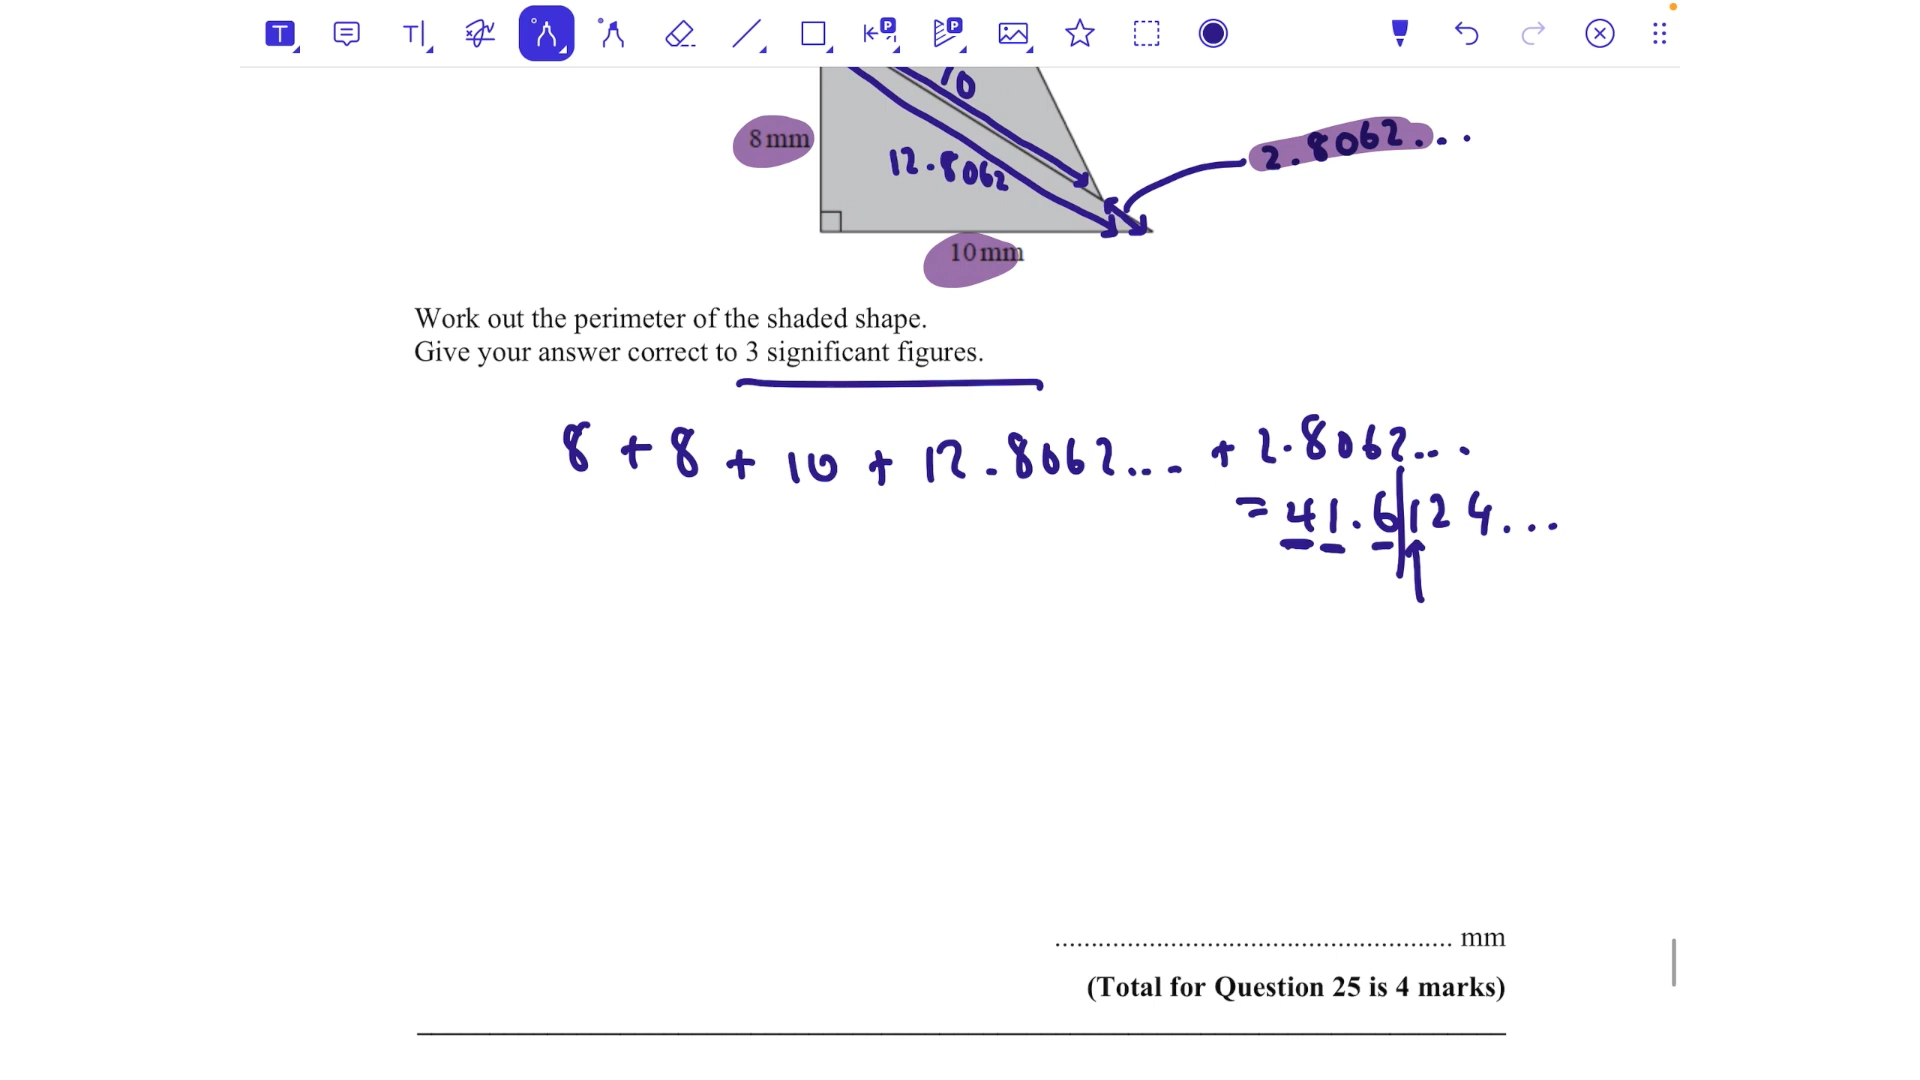 T T| P P
10
8 mm
12.8062
2.8062...
10 mm
Work out the perimeter of the shaded shape.
Give your answer correct to 3 significant figures.
8 + 8 + 10 + 12.8062... + 2.8062...
= 41.6|124...
.......................................................... mm
(Total for Question 25 is 4 marks)